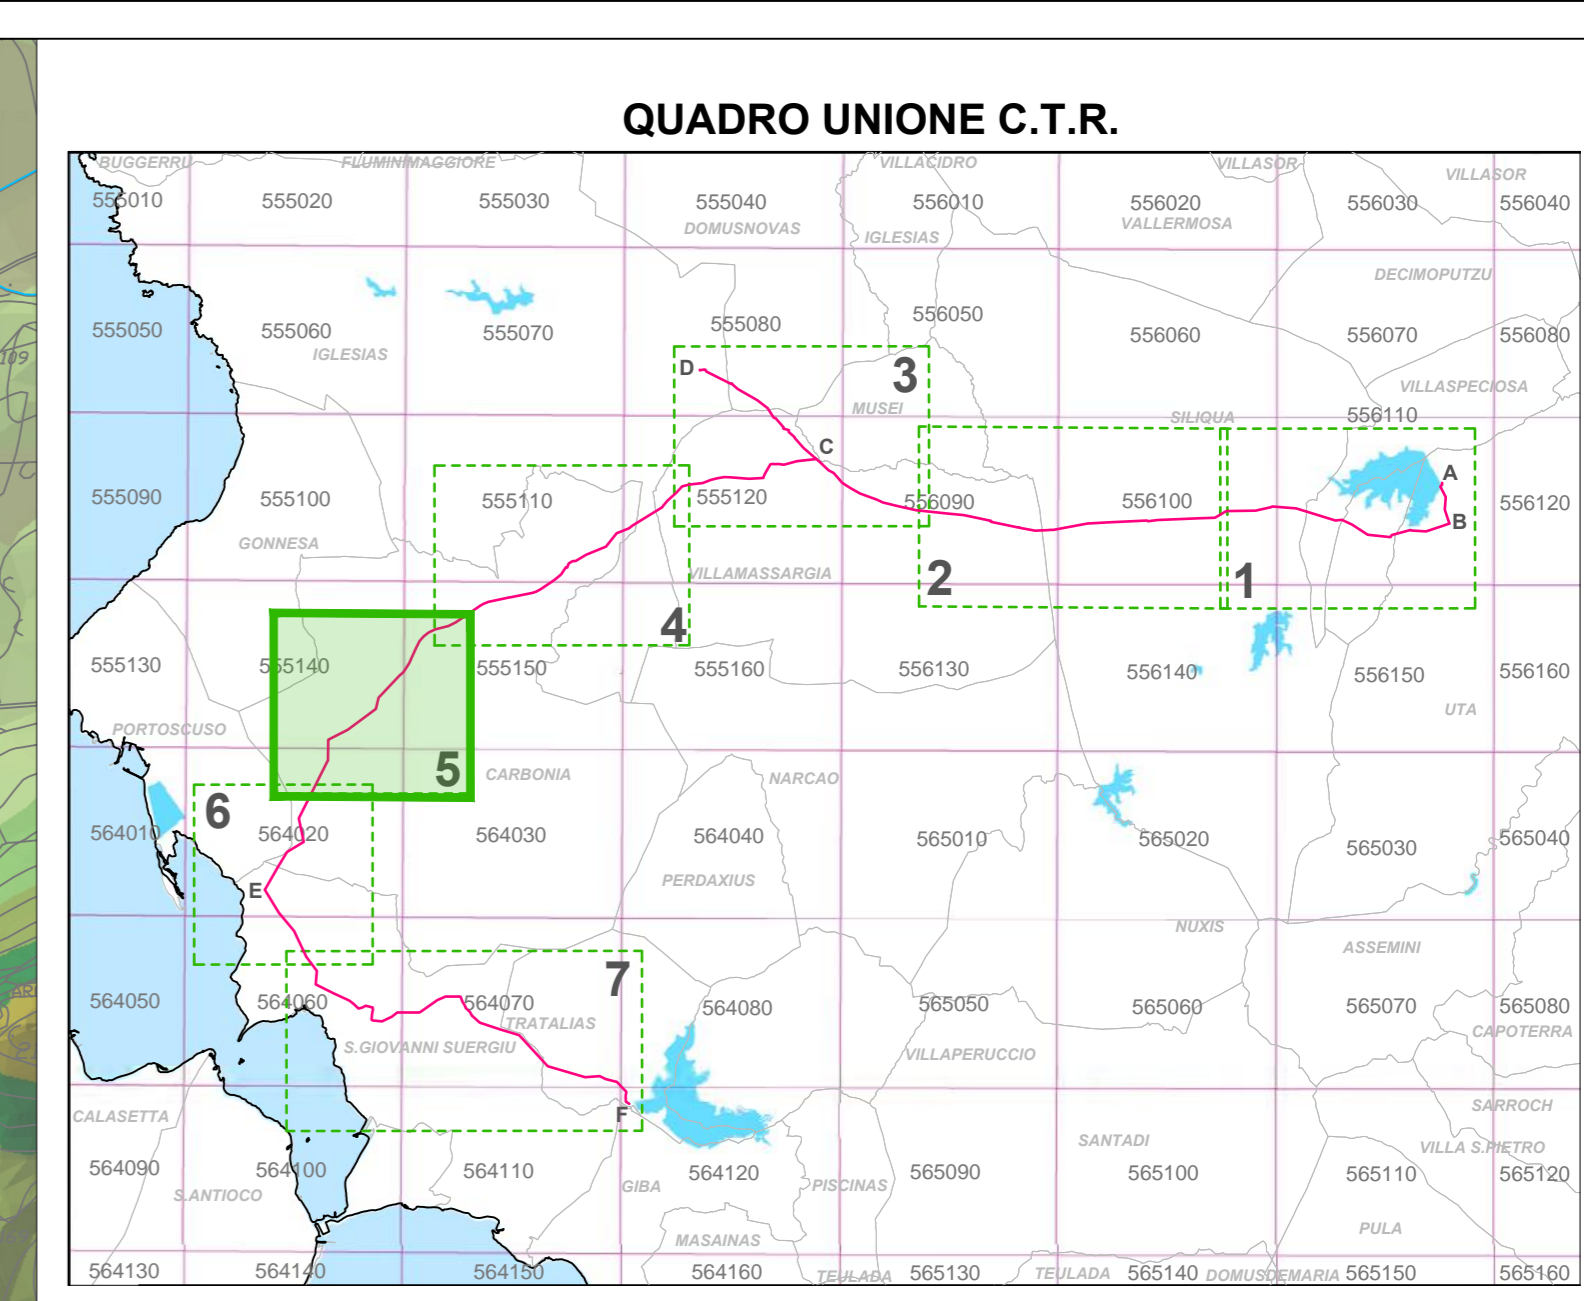 QUADRO UNIONE C.T.R.
BUGGERRU FLUMINIMAGGIORE VILLACIDRO VILLASOR VILLASOR
555010 555020 555030 555040 556010 556020 556030 556040
DOMUSNOVAS IGLESIAS VALLERMOSA
DECIMOPUTZU
555050 555060 555070 555080 556050 556060 556070 556080
IGLESIAS
109
D 3
MUSEI SILIQUA VILLASPECIOSA
556110
C A
555090 555100 555110 555120 556090 556100 556120
B
GONNESA VILLAMASSARGIA 2 1
4
555130 555140 555150 555160 556130 556140 556150 556160
UTA
PORTOSCUSO
5 CARBONIA NARCAO
6
564010 564020 564030 564040 565010 565020 565030 565040
E PERDAXIUS
NUXIS ASSEMINI
7
564050 564060 564070 564080 565050 565060 565070 565080
TRATALIAS CAPOTERRA
S.GIOVANNI SUERGIU VILLAPERUCCIO
CALASETTA F SARROCH
SANTADI VILLA S.PIETRO
564090 564100 564110 564120 565090 565100 565110 565120
S.ANTIOCO GIBA PISCINAS
MASAINAS PULA
564130 564140 564150 564160 TEULADA 565130 TEULADA 565140 DOMUSDEMARIA 565150 565160